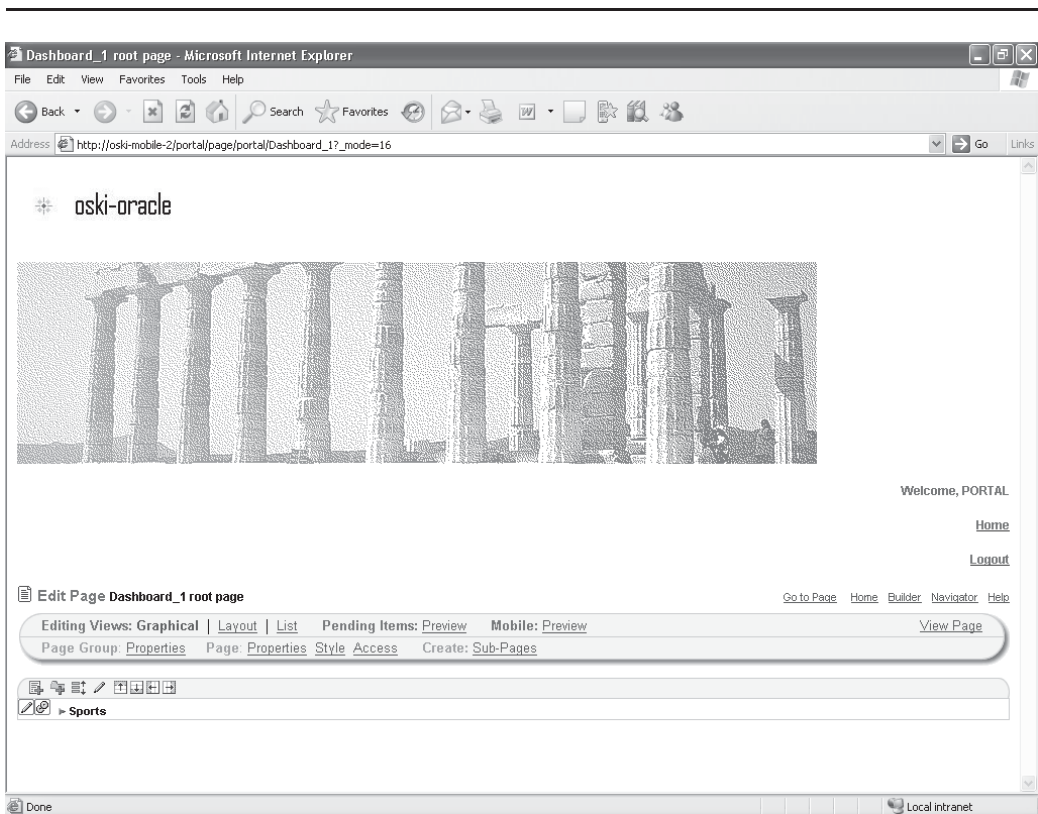 Dashboard_1 root page - Microsoft Internet Explorer
File Edit View Favorites Tools Help
Back Search Favorites
Address http://oski-mobile-2/portal/page/portal/Dashboard_1?_mode=16 Go Links
oski-oracle
Welcome, PORTAL
Home
Logout
Edit Page Dashboard_1 root page Go to Page Home Builder Navigator Help
Editing Views: Graphical | Layout | List Pending Items: Preview Mobile: Preview View Page
Page Group: Properties Page: Properties Style Access Create: Sub-Pages
Sports
Done Local intranet